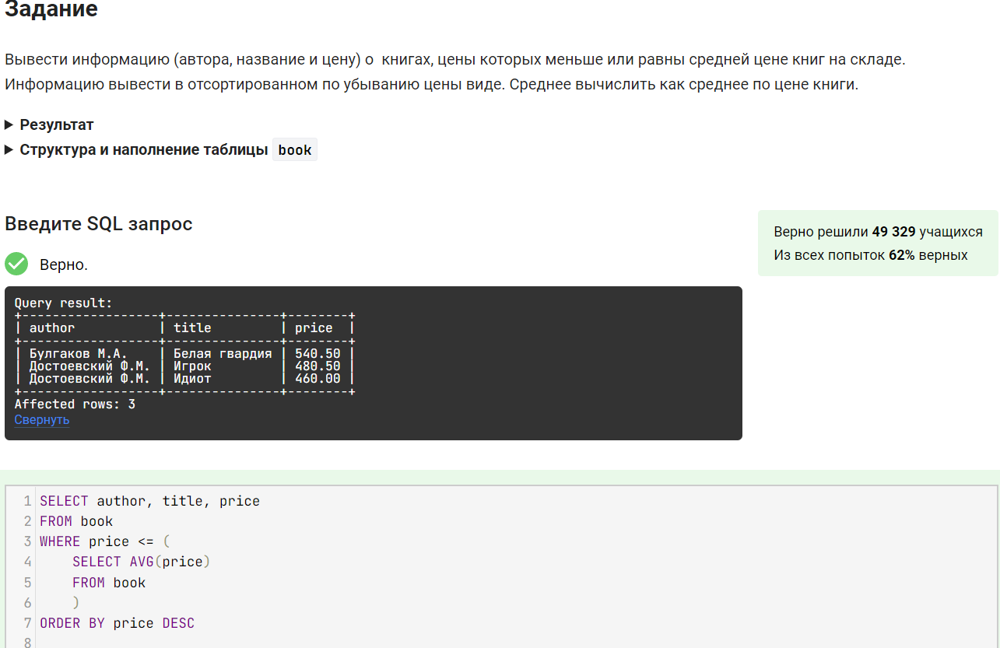 Задание
Вывести информацию (автора, название и цену) о  книгах, цены которых меньше или равны средней цене книг на складе.
Информацию вывести в отсортированном по убыванию цены виде. Среднее вычислить как среднее по цене книги.
▶ Результат
▶ Структура и наполнение таблицы book
Введите SQL запрос
Верно решили 49 329 учащихся
Из всех попыток 62% верных
Верно.
Query result:
+------------------+---------------+--------+
| author           | title         | price  |
+------------------+---------------+--------+
| Булгаков М.А.    | Белая гвардия | 540.50 |
| Достоевский Ф.М. | Игрок         | 480.50 |
| Достоевский Ф.М. | Идиот         | 460.00 |
+------------------+---------------+--------+
Affected rows: 3
Свернуть
1 SELECT author, title, price
2 FROM book
3 WHERE price <= (
4     SELECT AVG(price)
5     FROM book
6     )
7 ORDER BY price DESC
8